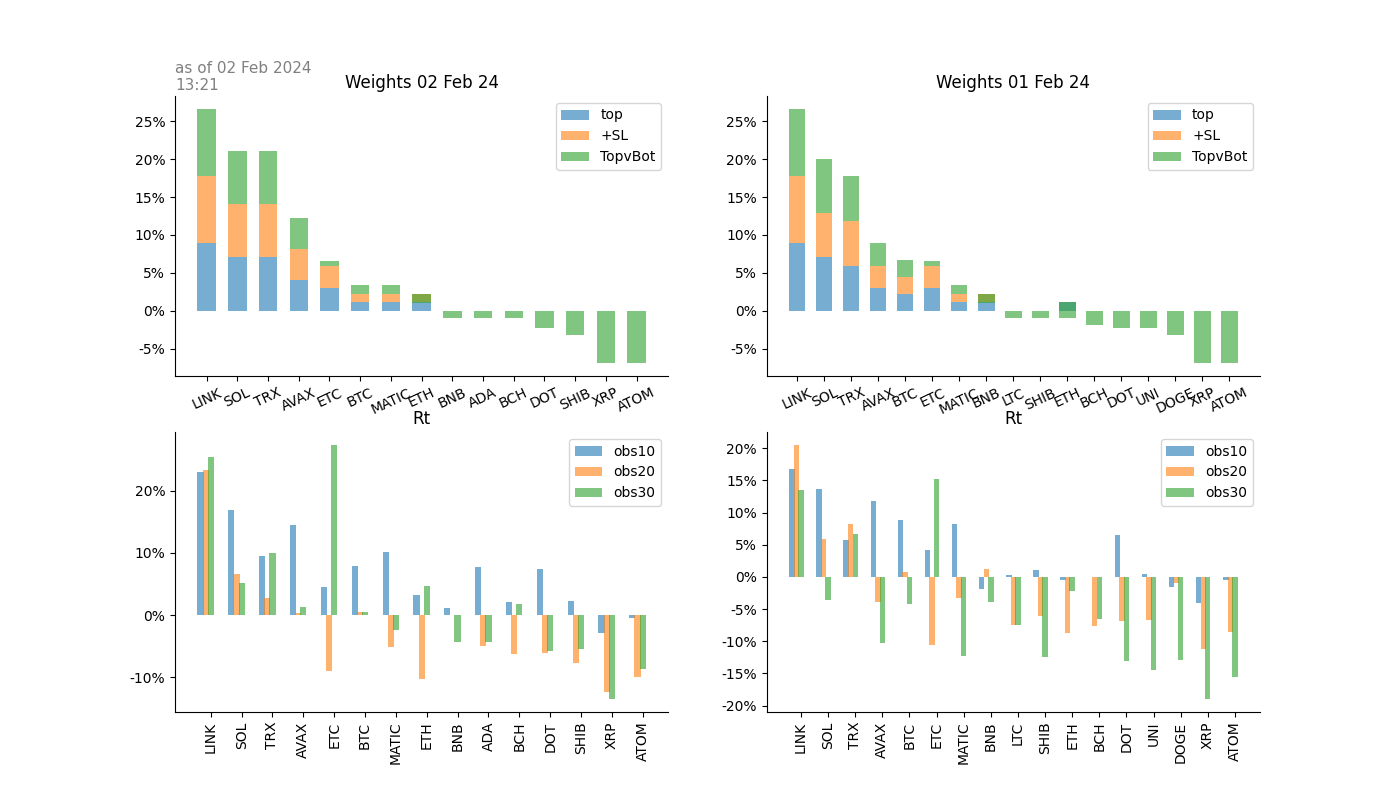 as of 02 Feb 2024
13:21
Weights 02 Feb 24
25%
20%
15%
10%
5%
0%
-5%
top
+SL
TopvBot
LINK SOL TRX AVAX ETC BTC MATIC ETH BNB ADA BCH DOT SHIB XRP ATOM
Weights 01 Feb 24
25%
20%
15%
10%
5%
0%
-5%
top
+SL
TopvBot
LINK SOL TRX AVAX BTC ETC MATIC BNB LTC SHIB ETH BCH DOT UNI DOGE XRP ATOM
Rt
20%
10%
0%
-10%
obs10
obs20
obs30
LINK SOL TRX AVAX ETC BTC MATIC ETH BNB ADA BCH DOT SHIB XRP ATOM
Rt
20%
15%
10%
5%
0%
-5%
-10%
-15%
-20%
obs10
obs20
obs30
LINK SOL TRX AVAX BTC ETC MATIC BNB LTC SHIB ETH BCH DOT UNI DOGE XRP ATOM